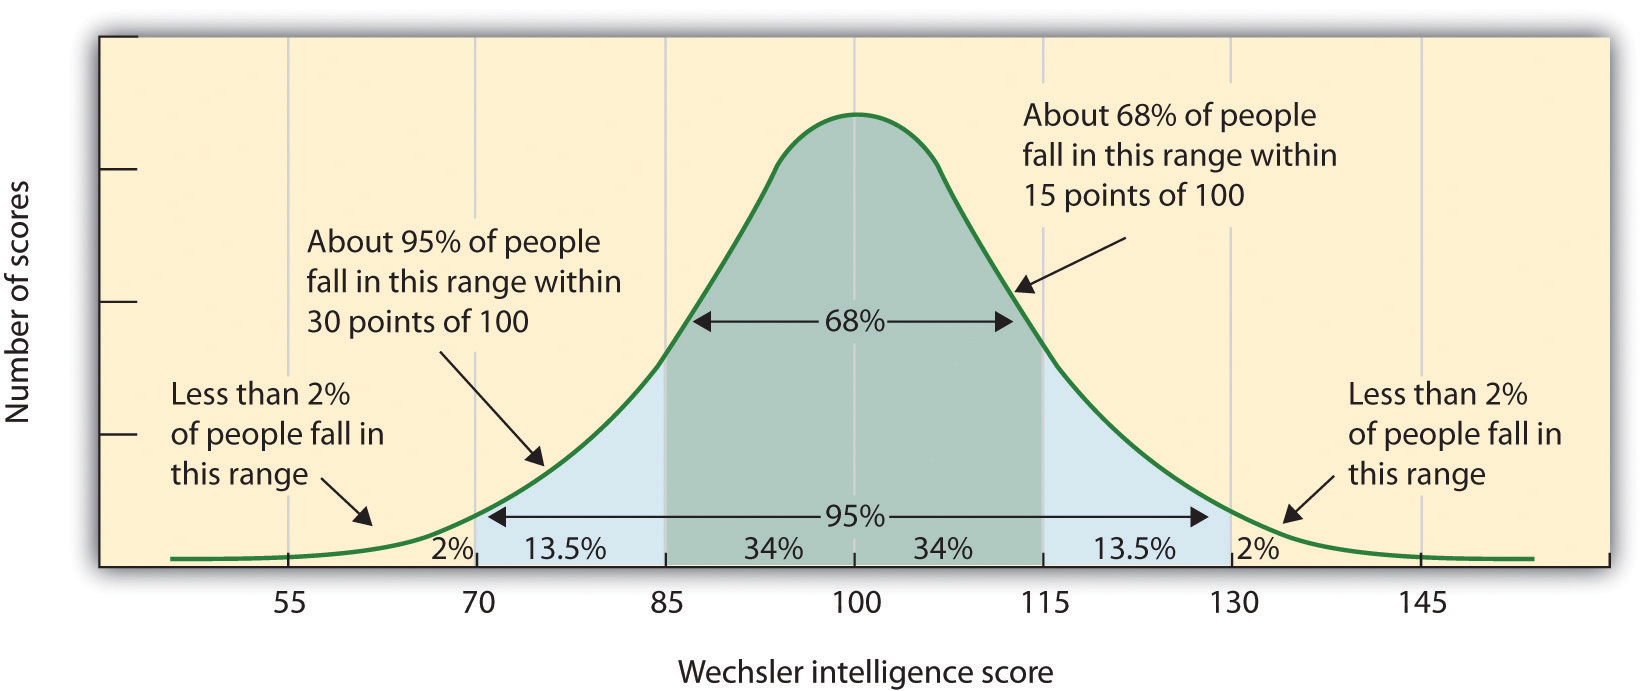 Number of scores
About 68% of people
fall in this range within
15 points of 100
About 95% of people
fall in this range within
30 points of 100
68%
Less than 2%
of people fall in
this range
Less than 2%
of people fall in
this range
95%
2%
13.5%
34%
34%
13.5%
2%
55
70
85
100
115
130
145
Wechsler intelligence score